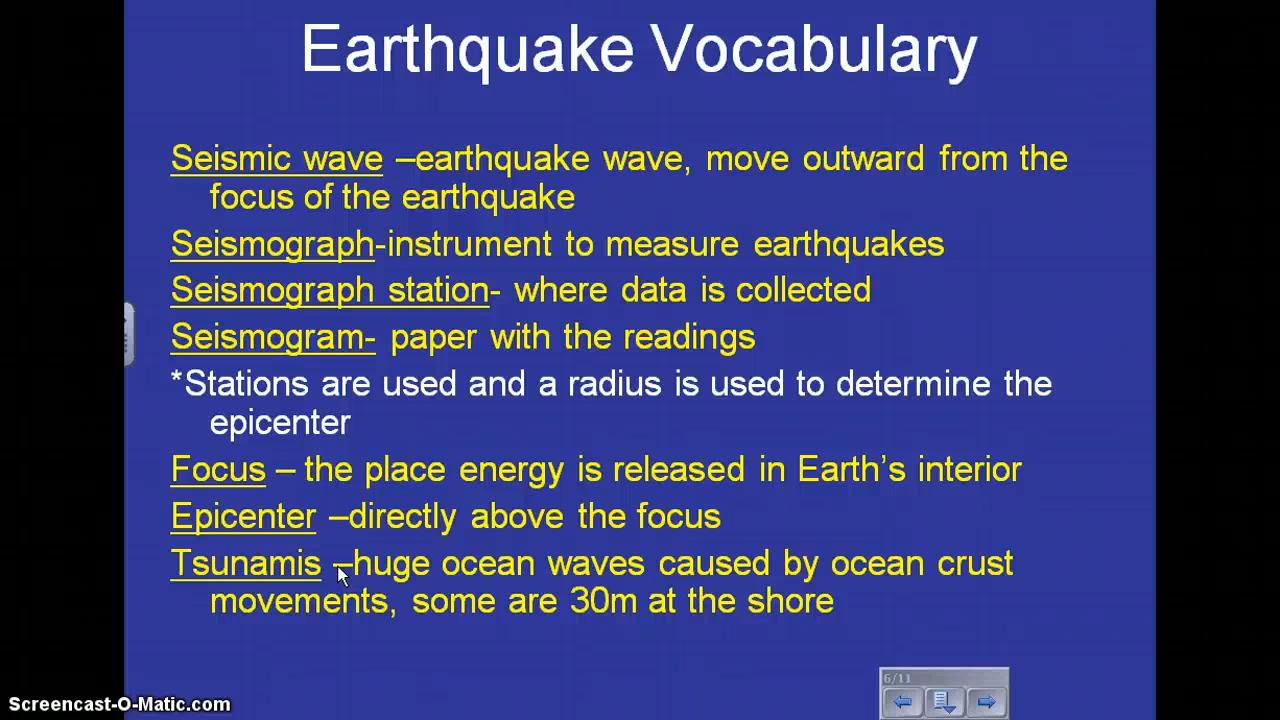 Earthquake Vocabulary
Seismic wave –earthquake wave, move outward from the
focus of the earthquake
Seismograph-instrument to measure earthquakes
Seismograph station- where data is collected
Seismogram- paper with the readings
*Stations are used and a radius is used to determine the
epicenter
Focus – the place energy is released in Earth's interior
Epicenter –directly above the focus
Tsunamis –huge ocean waves caused by ocean crust
movements, some are 30m at the shore
6/11
Screencast-O-Matic.com